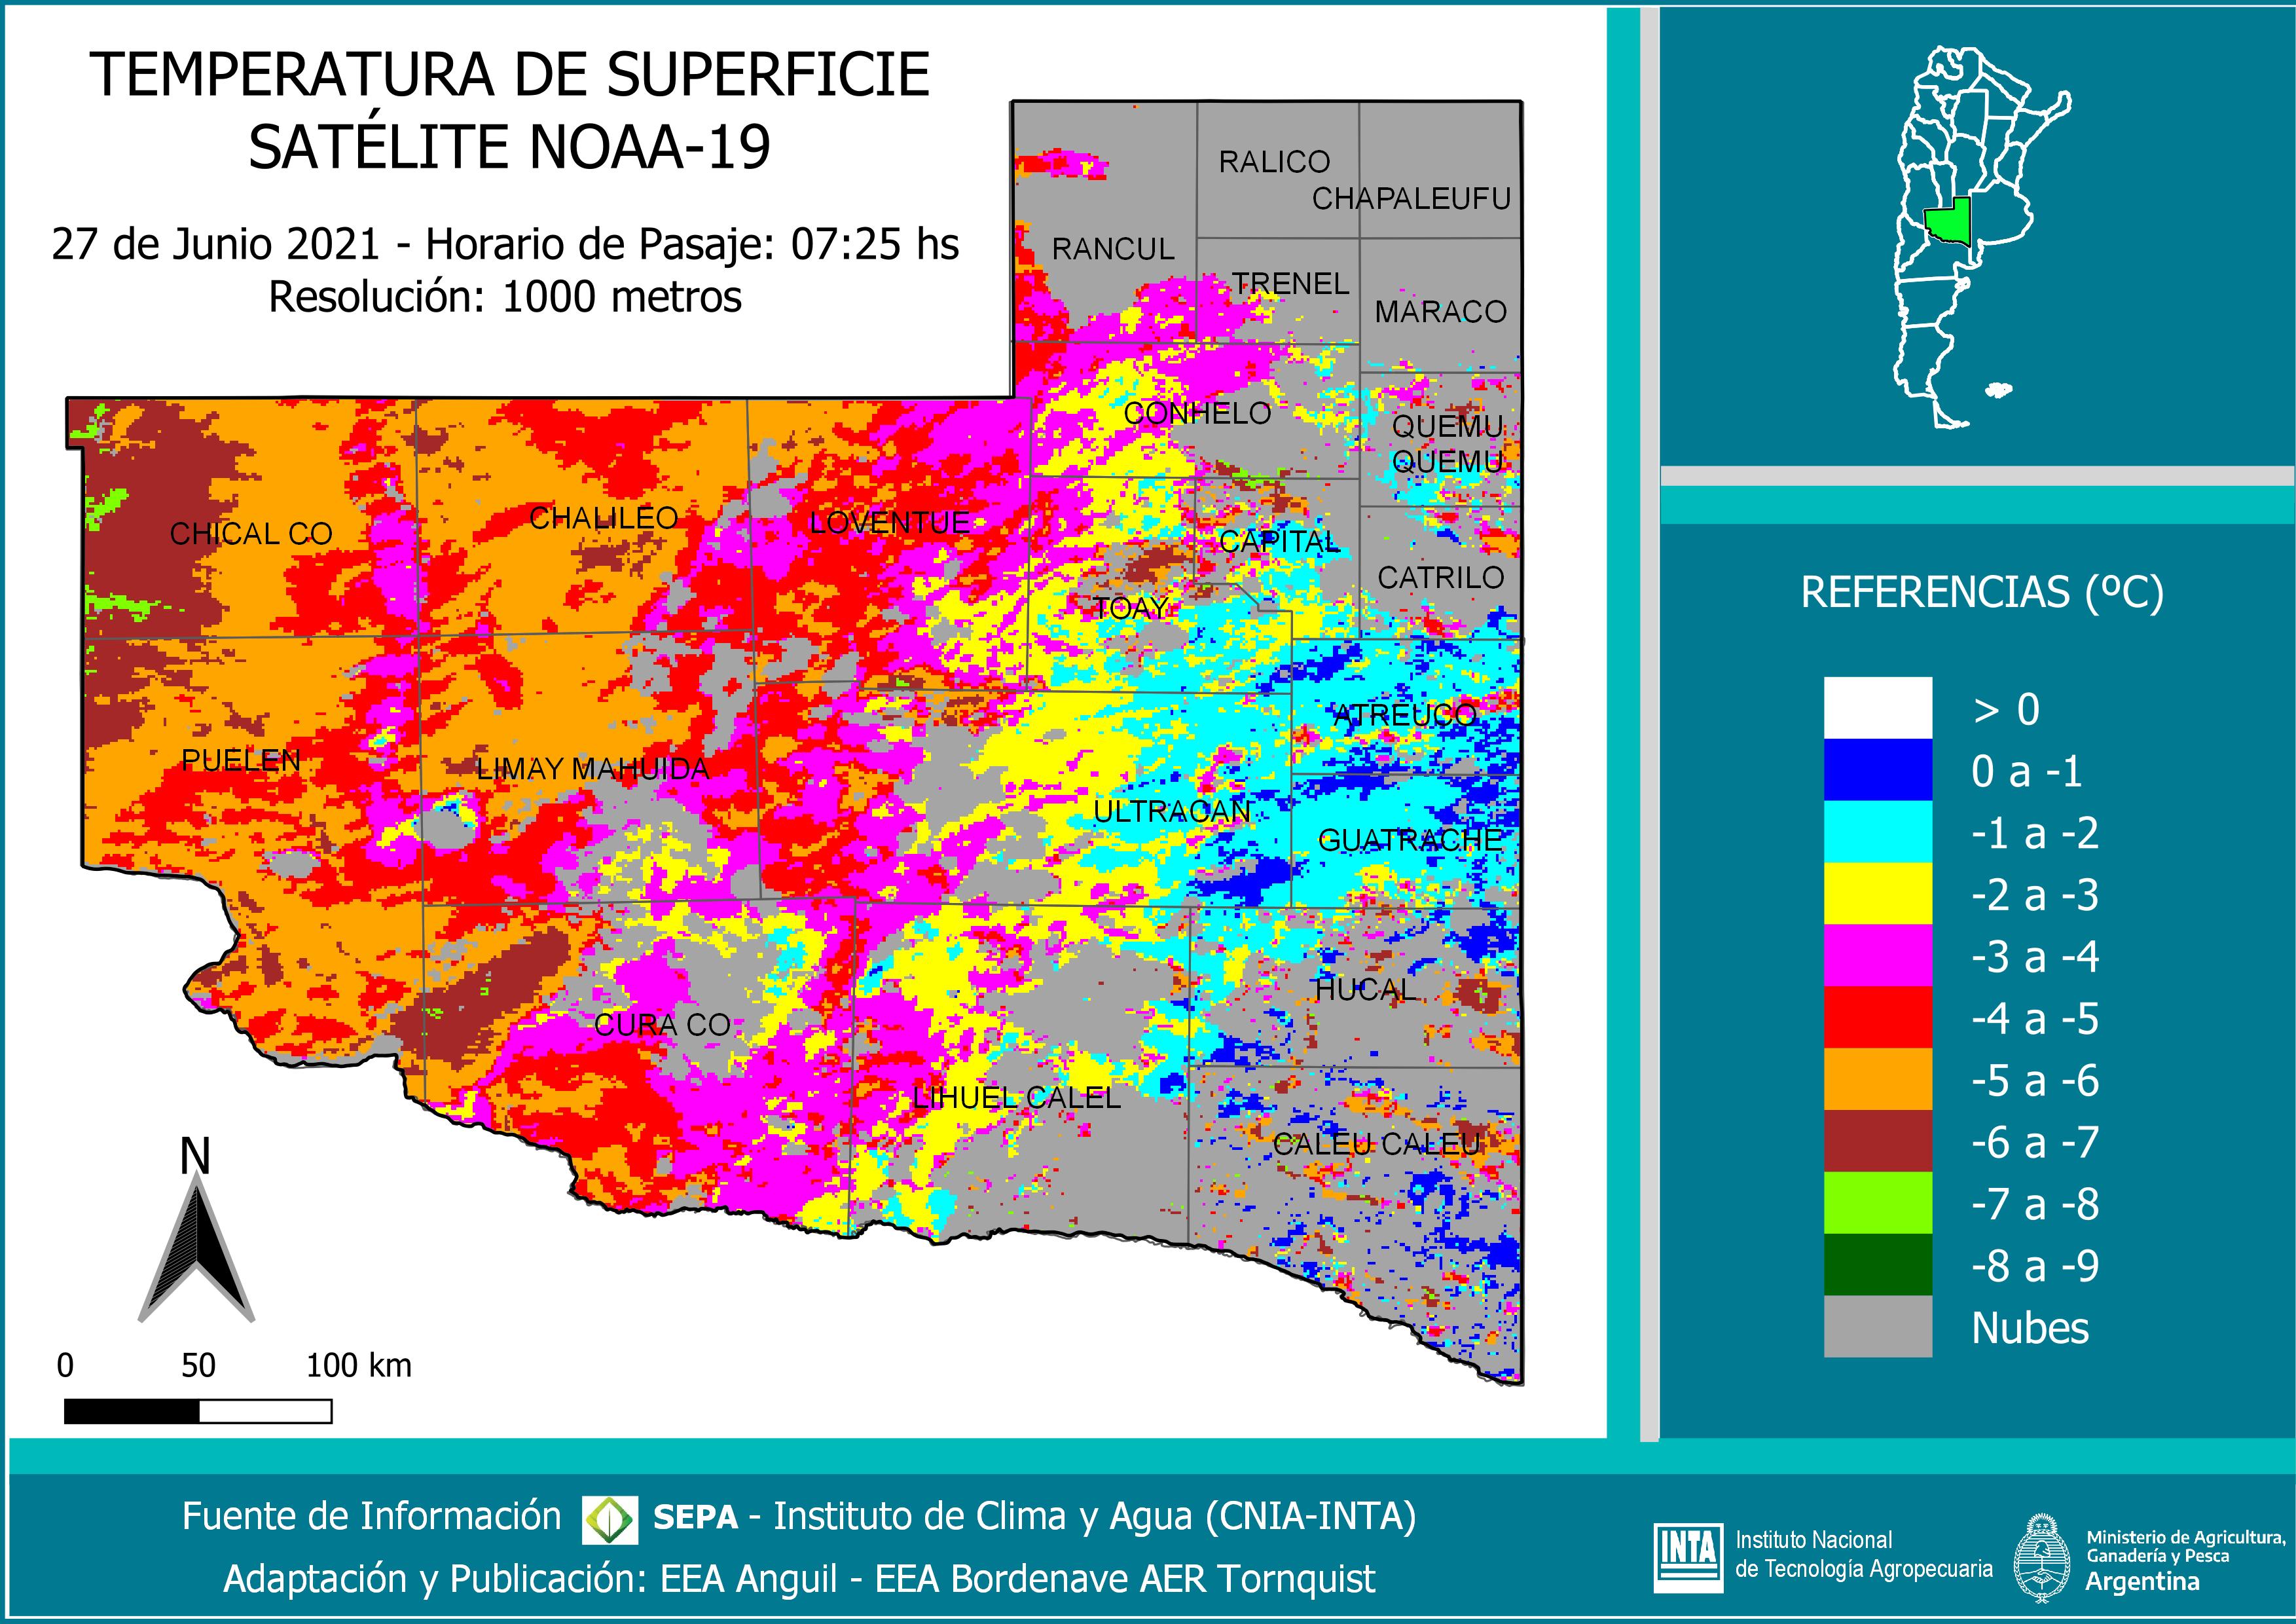 TEMPERATURA DE SUPERFICIE
SATÉLITE NOAA-19
27 de Junio 2021 - Horario de Pasaje: 07:25 hs
Resolución: 1000 metros
RALICO
CHAPALEUFU
RANCUL
TRENEL
MARACO
CONHELO
QUEMU
QUEMU
CHICAL CO
CHALILEO
LOVENTUE
CAPITAL
CATRILO
TOAY
ATREUCO
PUELEN
LIMAY MAHUIDA
ULTRACAN
GUATRACHE
HUCAL
CURA CO
LIHUEL CALEL
CALEU CALEU
N
0 50 100 km
REFERENCIAS (ºC)
> 0
0 a -1
-1 a -2
-2 a -3
-3 a -4
-4 a -5
-5 a -6
-6 a -7
-7 a -8
-8 a -9
Nubes
Fuente de Información SEPA - Instituto de Clima y Agua (CNIA-INTA)
Adaptación y Publicación: EEA Anguil - EEA Bordenave AER Tornquist
INTA
Instituto Nacional
de Tecnología Agropecuaria
Ministerio de Agricultura,
Ganadería y Pesca
Argentina